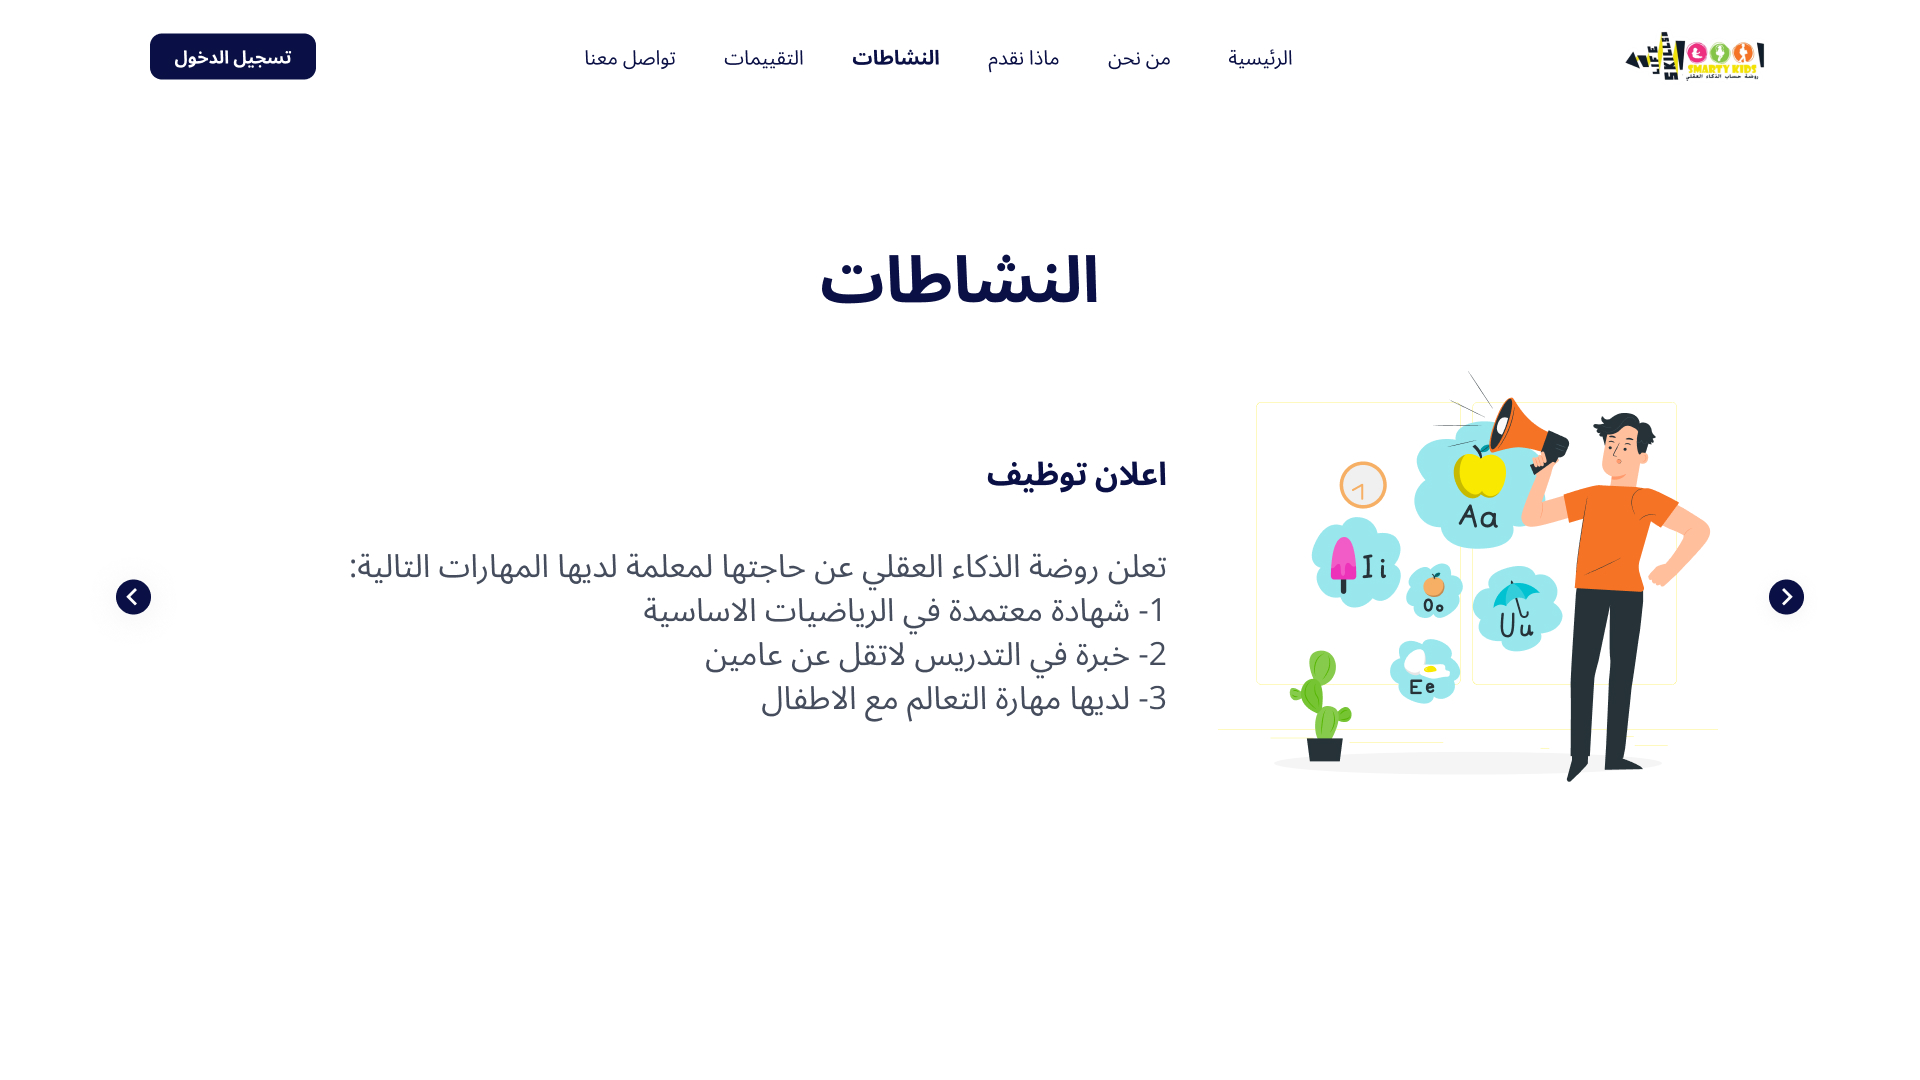 LIFE
SKILLS
SMARTY KIDS
روضة حساب الذكاء العقلي
الرئيسية
من نحن
ماذا نقدم
النشاطات
التقييمات
تواصل معنا
تسجيل الدخول
النشاطات
اعلان توظيف
تعلن روضة الذكاء العقلي عن حاجتها لمعلمة لديها المهارات التالية:
1- شهادة معتمدة في الرياضيات الاساسية
2- خبرة في التدريس لاتقل عن عامين
3- لديها مهارة التعالم مع الاطفال
Aa
Ii
Oo
Uu
Ee